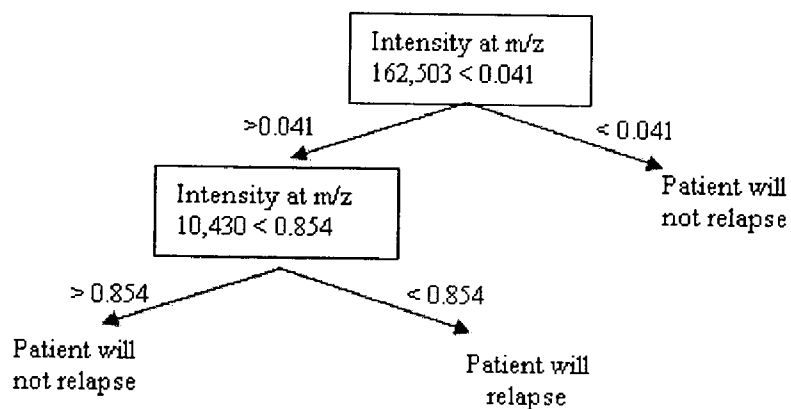 Intensity at m/z
162,503 < 0.041
>0.041
< 0.041
Patient will
not relapse
Intensity at m/z
10,430 < 0.854
> 0.854
< 0.854
Patient will
not relapse
Patient will
relapse